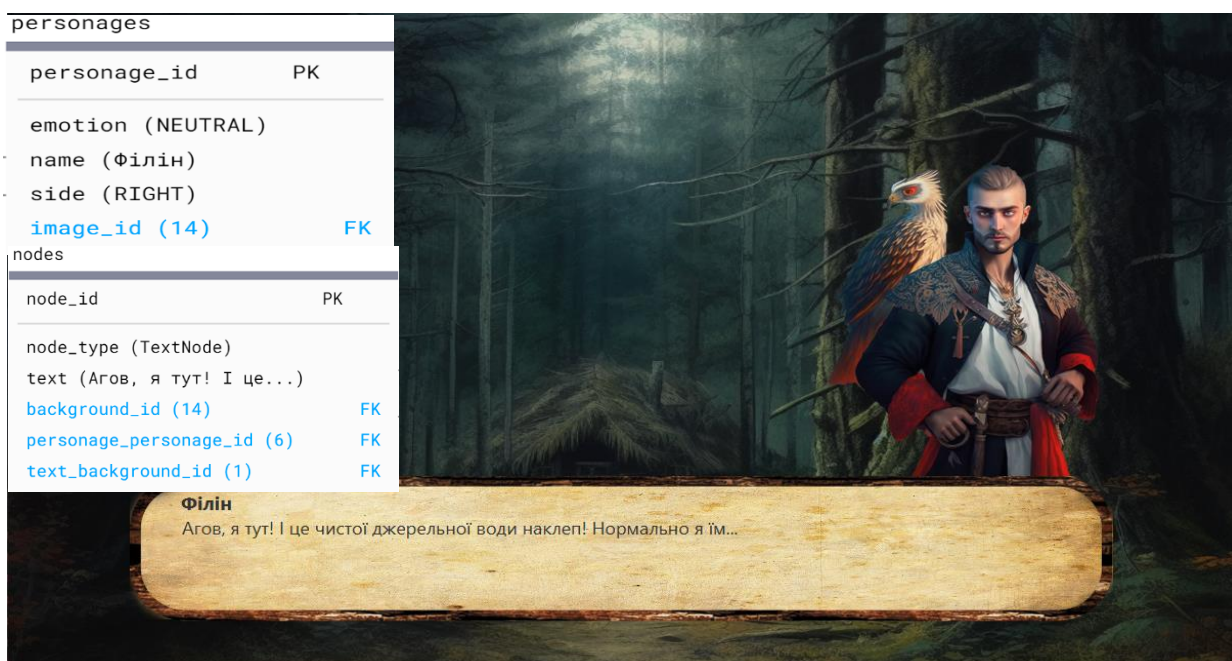 personages
personage_id PK
emotion (NEUTRAL)
name (Філін)
side (RIGHT)
image_id (14) FK
nodes
node_id PK
node_type (TextNode)
text (Агов, я тут! І це...)
background_id (14) FK
personage_personage_id (6) FK
text_background_id (1) FK
Філін
Агов, я тут! І це чистої джерельної води наклеп! Нормально я їм...